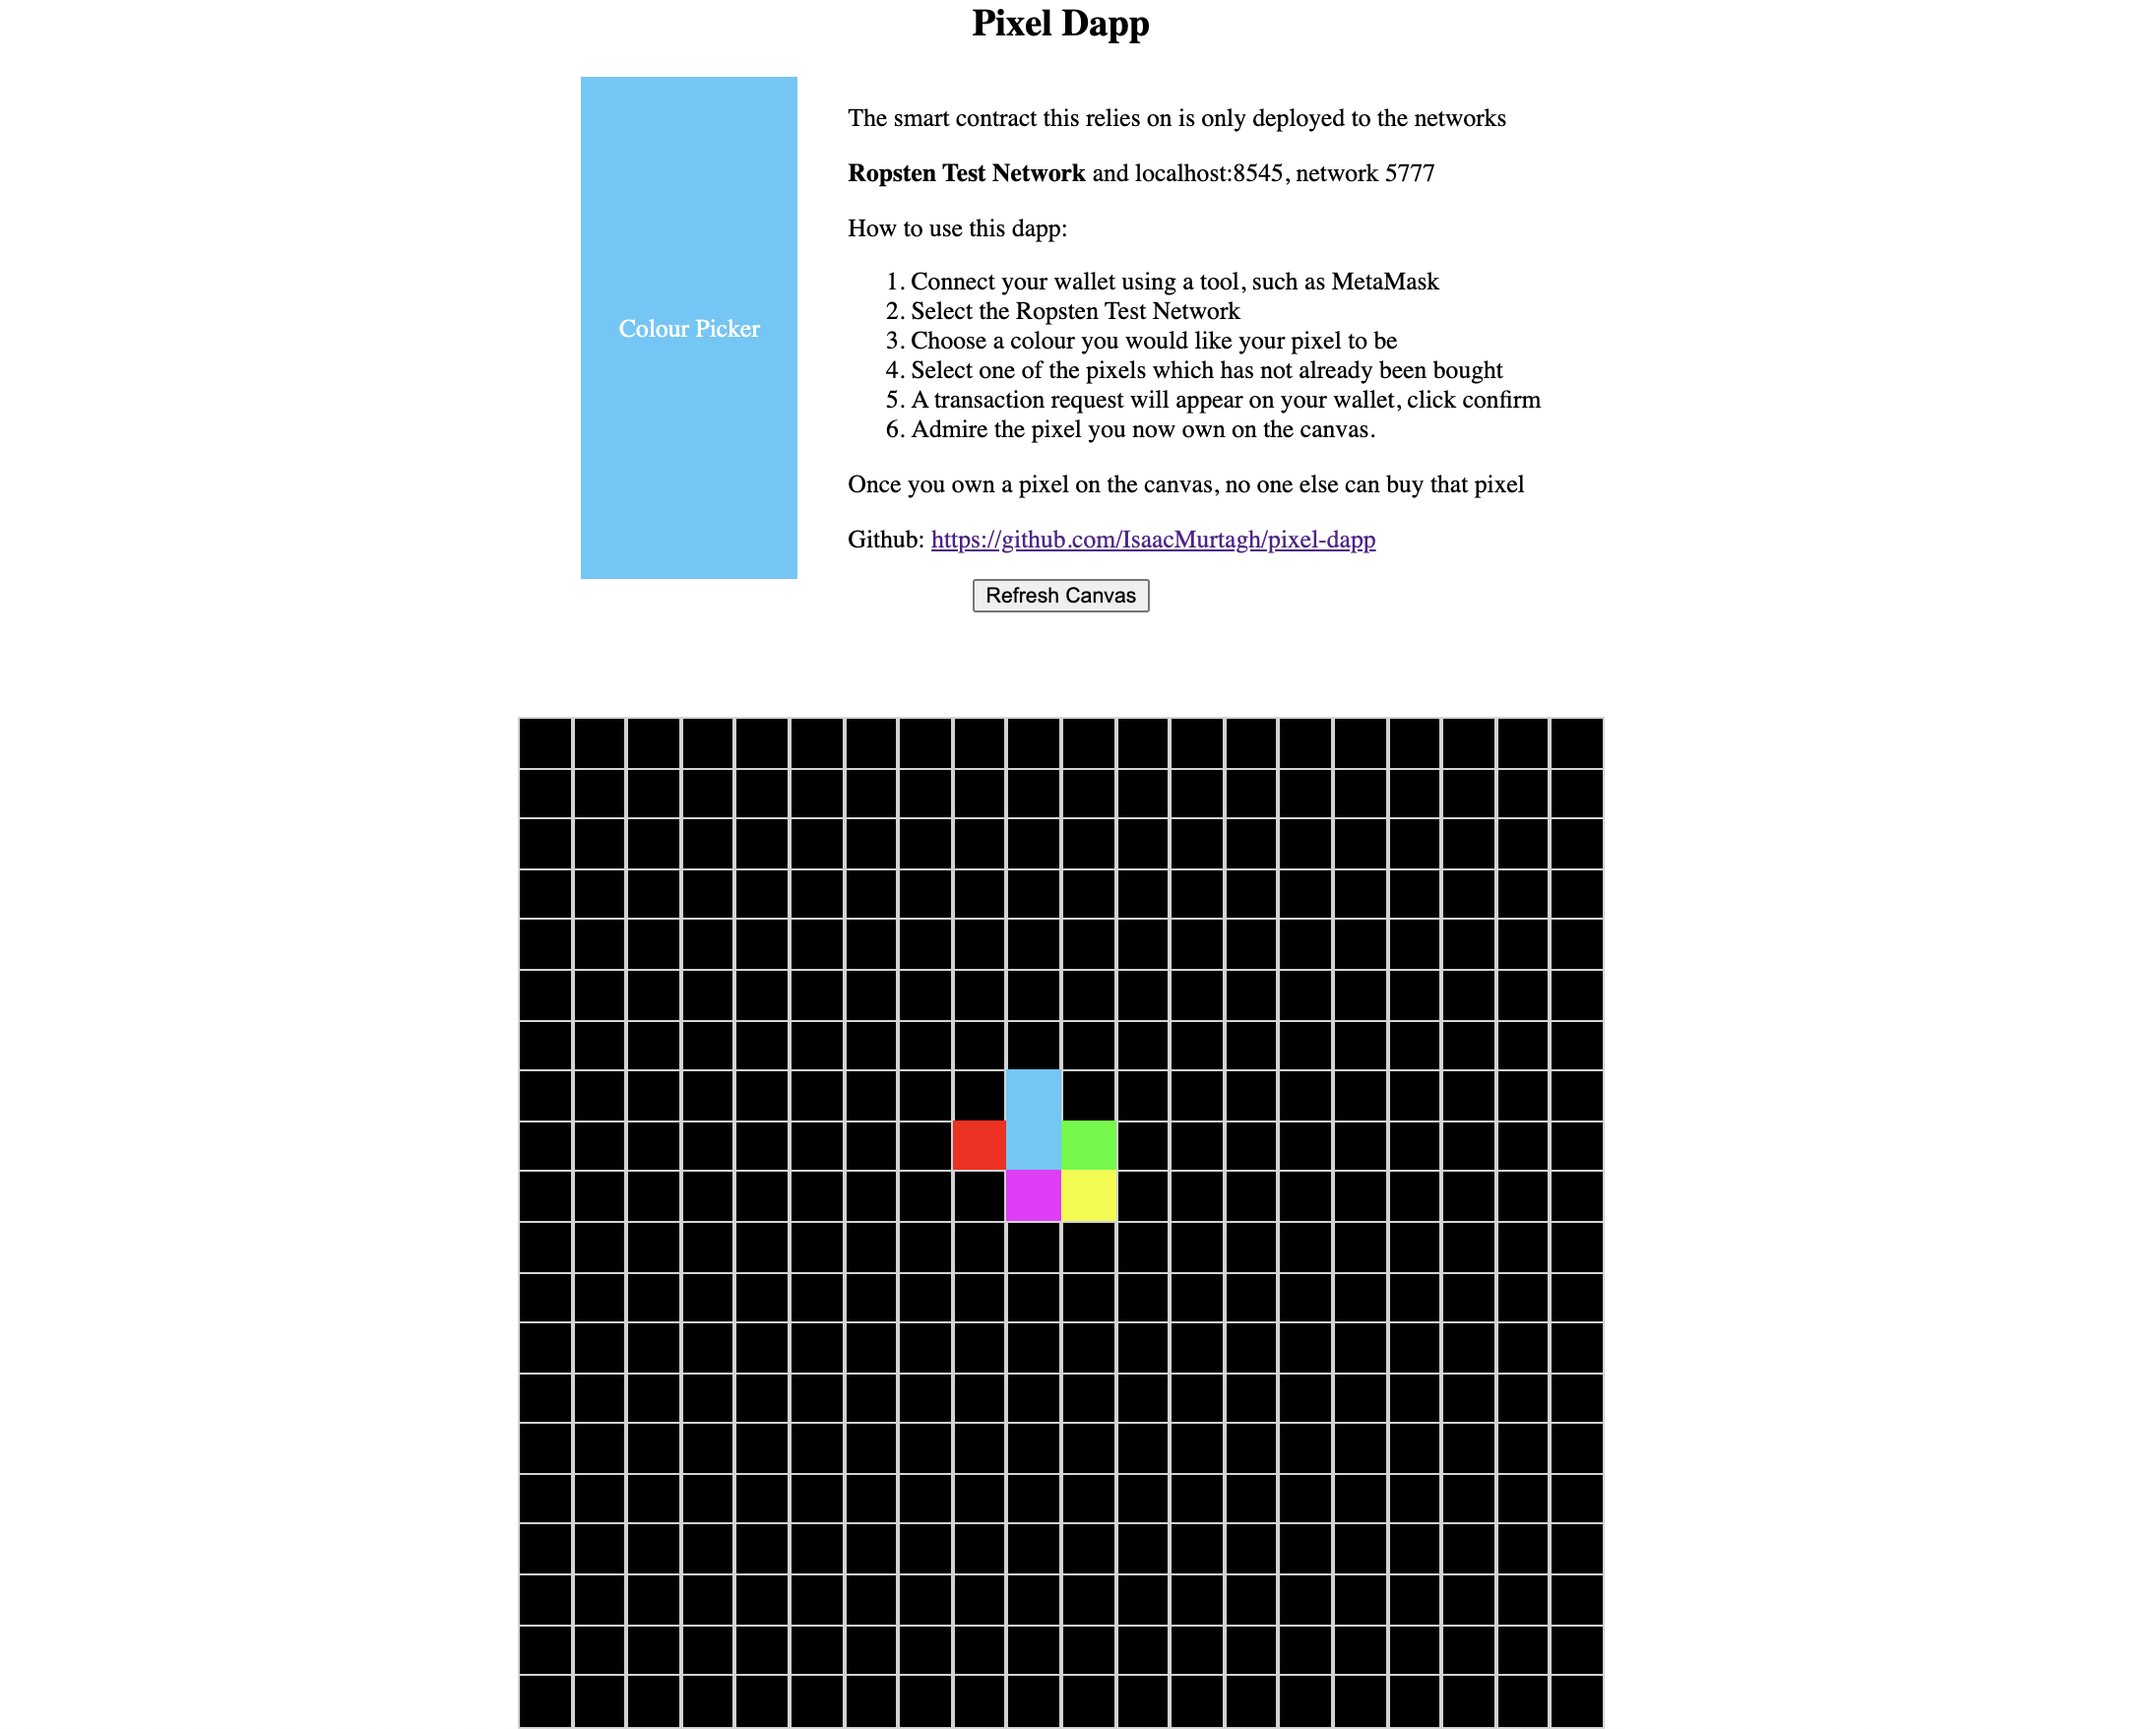 Pixel Dapp
Colour Picker
The smart contract this relies on is only deployed to the networks
Ropsten Test Network and localhost:8545, network 5777
How to use this dapp:
1. Connect your wallet using a tool, such as MetaMask
2. Select the Ropsten Test Network
3. Choose a colour you would like your pixel to be
4. Select one of the pixels which has not already been bought
5. A transaction request will appear on your wallet, click confirm
6. Admire the pixel you now own on the canvas.
Once you own a pixel on the canvas, no one else can buy that pixel
Github: https://github.com/IsaacMurtagh/pixel-dapp
Refresh Canvas